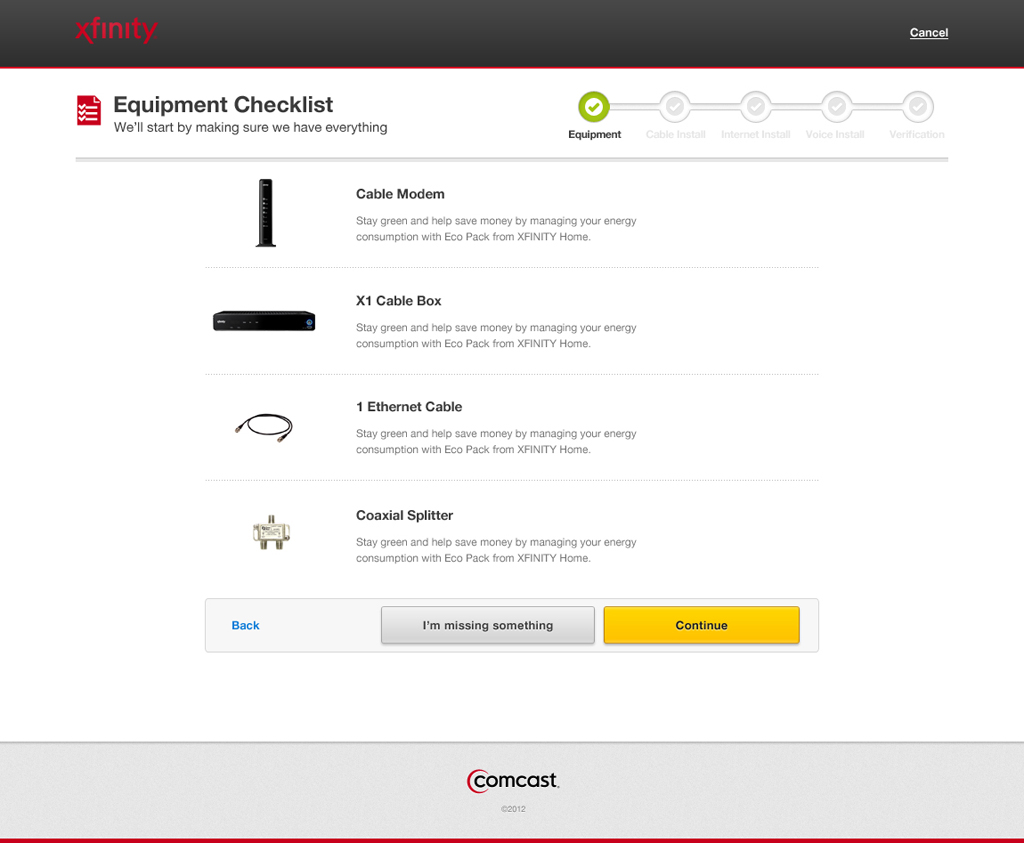 xfinity
Cancel
Equipment Checklist
We'll start by making sure we have everything
Equipment
Cable Install
Internet Install
Voice Install
Verification
Cable Modem
Stay green and help save money by managing your energy
consumption with Eco Pack from XFINITY Home.
X1 Cable Box
Stay green and help save money by managing your energy
consumption with Eco Pack from XFINITY Home.
1 Ethernet Cable
Stay green and help save money by managing your energy
consumption with Eco Pack from XFINITY Home.
Coaxial Splitter
Stay green and help save money by managing your energy
consumption with Eco Pack from XFINITY Home.
Back
I'm missing something
Continue
comcast.
©2012